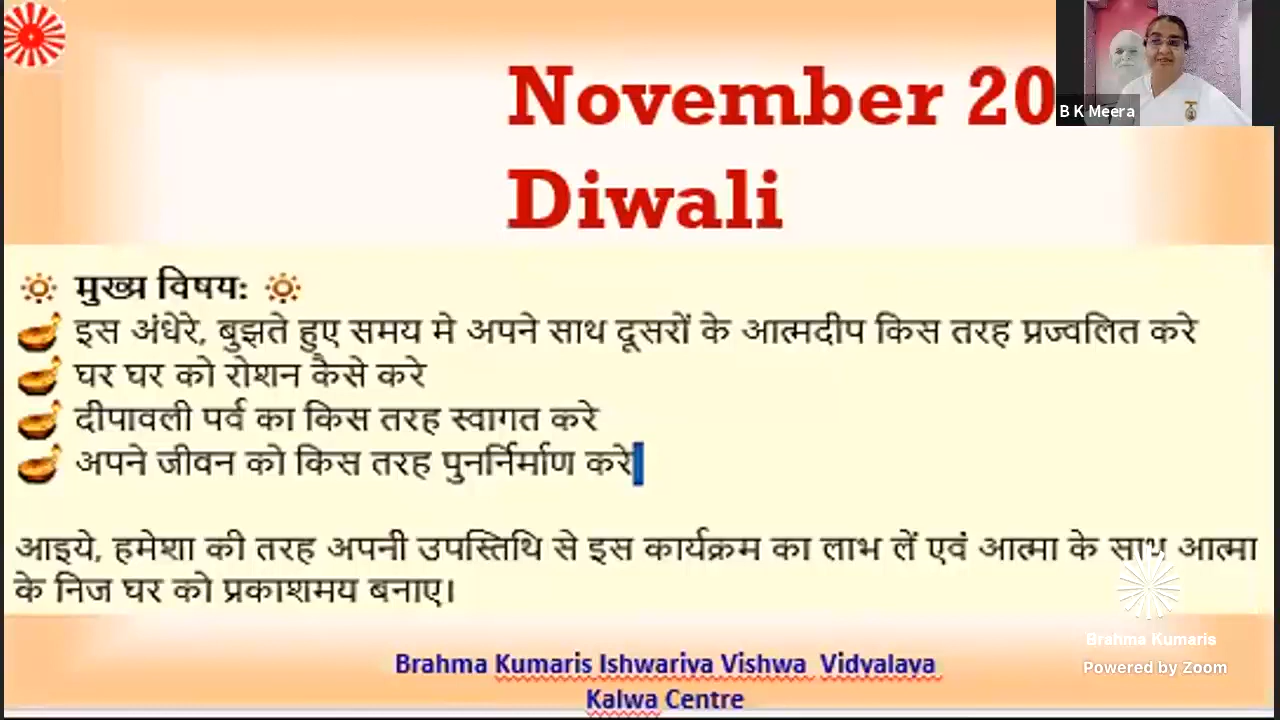 November 20
Diwali
B K Meera
मुख्य विषय:
इस अंधेरे, बुझते हुए समय मे अपने साथ दूसरों के आत्मदीप किस तरह प्रज्वलित करे
घर घर को रोशन कैसे करे
दीपावली पर्व का किस तरह स्वागत करे
अपने जीवन को किस तरह पुनर्निर्माण करे
आइये, हमेशा की तरह अपनी उपस्तिथि से इस कार्यक्रम का लाभ लें एवं आत्मा के साथ आत्मा
के निज घर को प्रकाशमय बनाए।
Brahma Kumaris Ishwariya Vishwa Vidyalaya
Kalwa Centre
Brahma Kumaris
Powered by Zoom